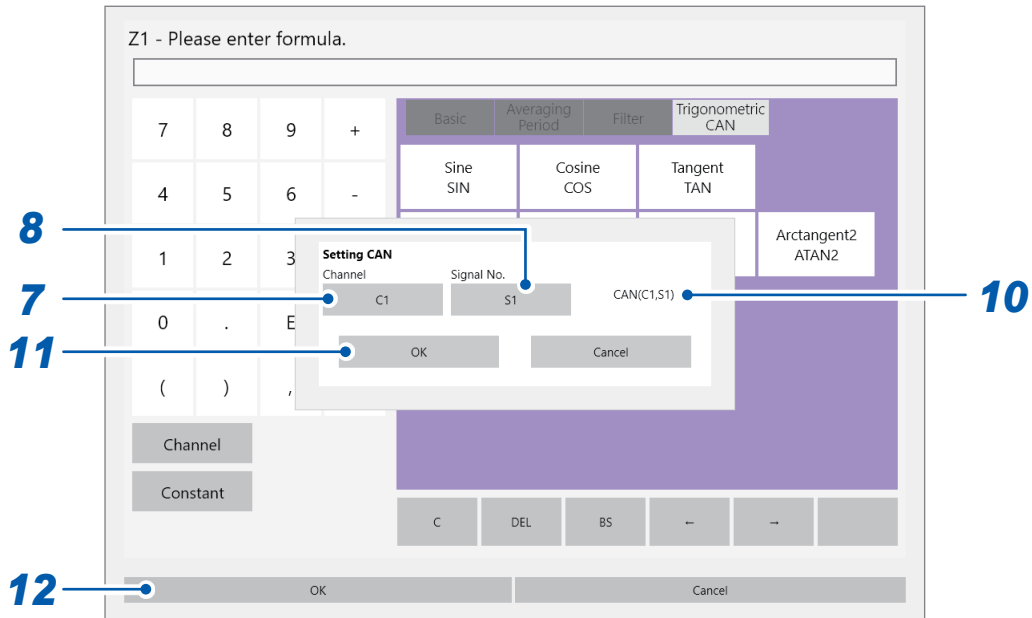 Z1 - Please enter formula.
7 8 9 +
4 5 6 -
1 2 3
0 . E
( ) ,
Channel
Constant
Basic
Averaging
Period
Filter
Trigonometric
CAN
Sine
SIN
Cosine
COS
Tangent
TAN
Arctangent2
ATAN2
8
7
11
10
12
Setting CAN
Channel
Signal No.
C1
S1
CAN(C1,S1)
OK
Cancel
C DEL BS ← →
OK
Cancel